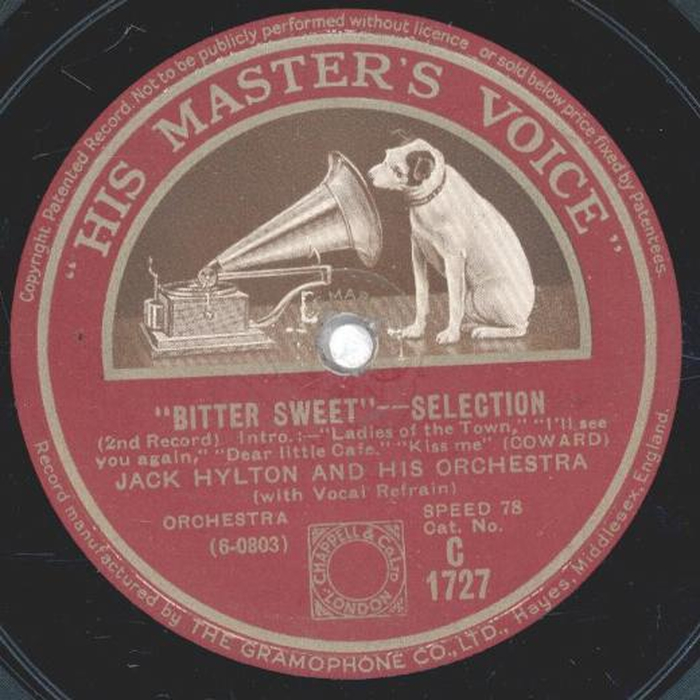 Copyright Patented Record. Not to be publicly performed without licence or sold below price fixed by Patentees.
"HIS MASTER'S VOICE"
"BITTER SWEET"--SELECTION
(2nd Record) Intro.:—"Ladies of the Town," "I'll see
you again," "Dear little Cafe." "Kiss me" (COWARD)
JACK HYLTON AND HIS ORCHESTRA
(with Vocal Refrain)
ORCHESTRA
(6-0803)
SPEED 78
Cat. No.
C
1727
CHAPPELL & CO LTD
LONDON
Record manufactured by THE GRAMOPHONE CO., LTD., Hayes, Middlesex, England.